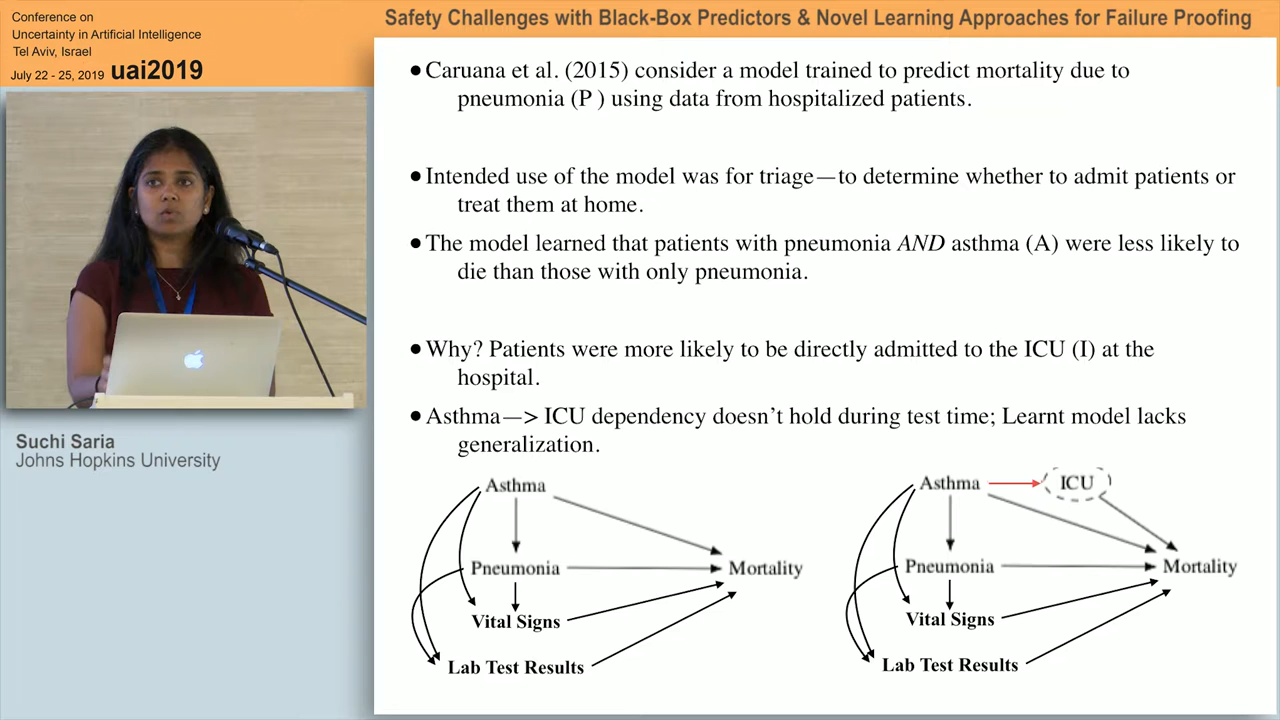 Conference on
Uncertainty in Artificial Intelligence
Tel Aviv, Israel
July 22 - 25, 2019 uai2019
Safety Challenges with Black-Box Predictors & Novel Learning Approaches for Failure Proofing
● Caruana et al. (2015) consider a model trained to predict mortality due to
pneumonia (P ) using data from hospitalized patients.
● Intended use of the model was for triage—to determine whether to admit patients or
treat them at home.
● The model learned that patients with pneumonia AND asthma (A) were less likely to
die than those with only pneumonia.
● Why? Patients were more likely to be directly admitted to the ICU (I) at the
hospital.
● Asthma—> ICU dependency doesn't hold during test time; Learnt model lacks
generalization.
Suchi Saria
Johns Hopkins University
Asthma
Pneumonia
Mortality
Vital Signs
Lab Test Results
Asthma
ICU
Pneumonia
Mortality
Vital Signs
Lab Test Results